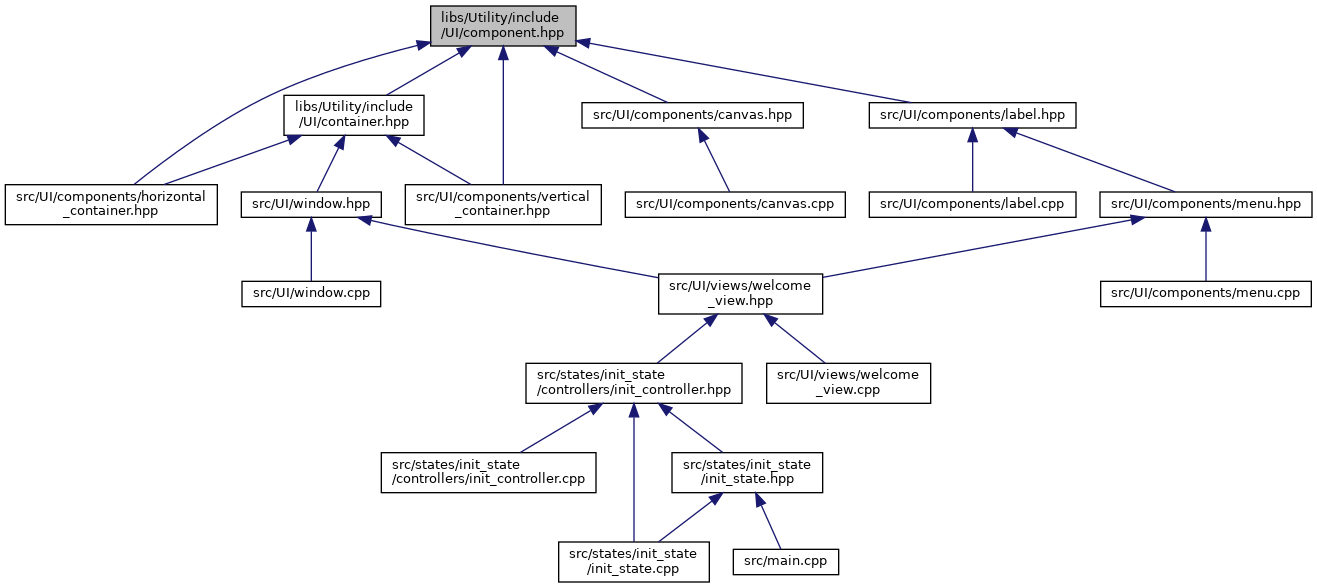 libs/Utility/include
/UI/component.hpp
libs/Utility/include
/UI/container.hpp
src/UI/components/canvas.hpp
src/UI/components/label.hpp
src/UI/components/horizontal
_container.hpp
src/UI/window.hpp
src/UI/components/vertical
_container.hpp
src/UI/components/canvas.cpp
src/UI/components/label.cpp
src/UI/components/menu.hpp
src/UI/window.cpp
src/UI/views/welcome
_view.hpp
src/UI/components/menu.cpp
src/states/init_state
/controllers/init_controller.hpp
src/UI/views/welcome
_view.cpp
src/states/init_state
/controllers/init_controller.cpp
src/states/init_state
/init_state.hpp
src/states/init_state
/init_state.cpp
src/main.cpp